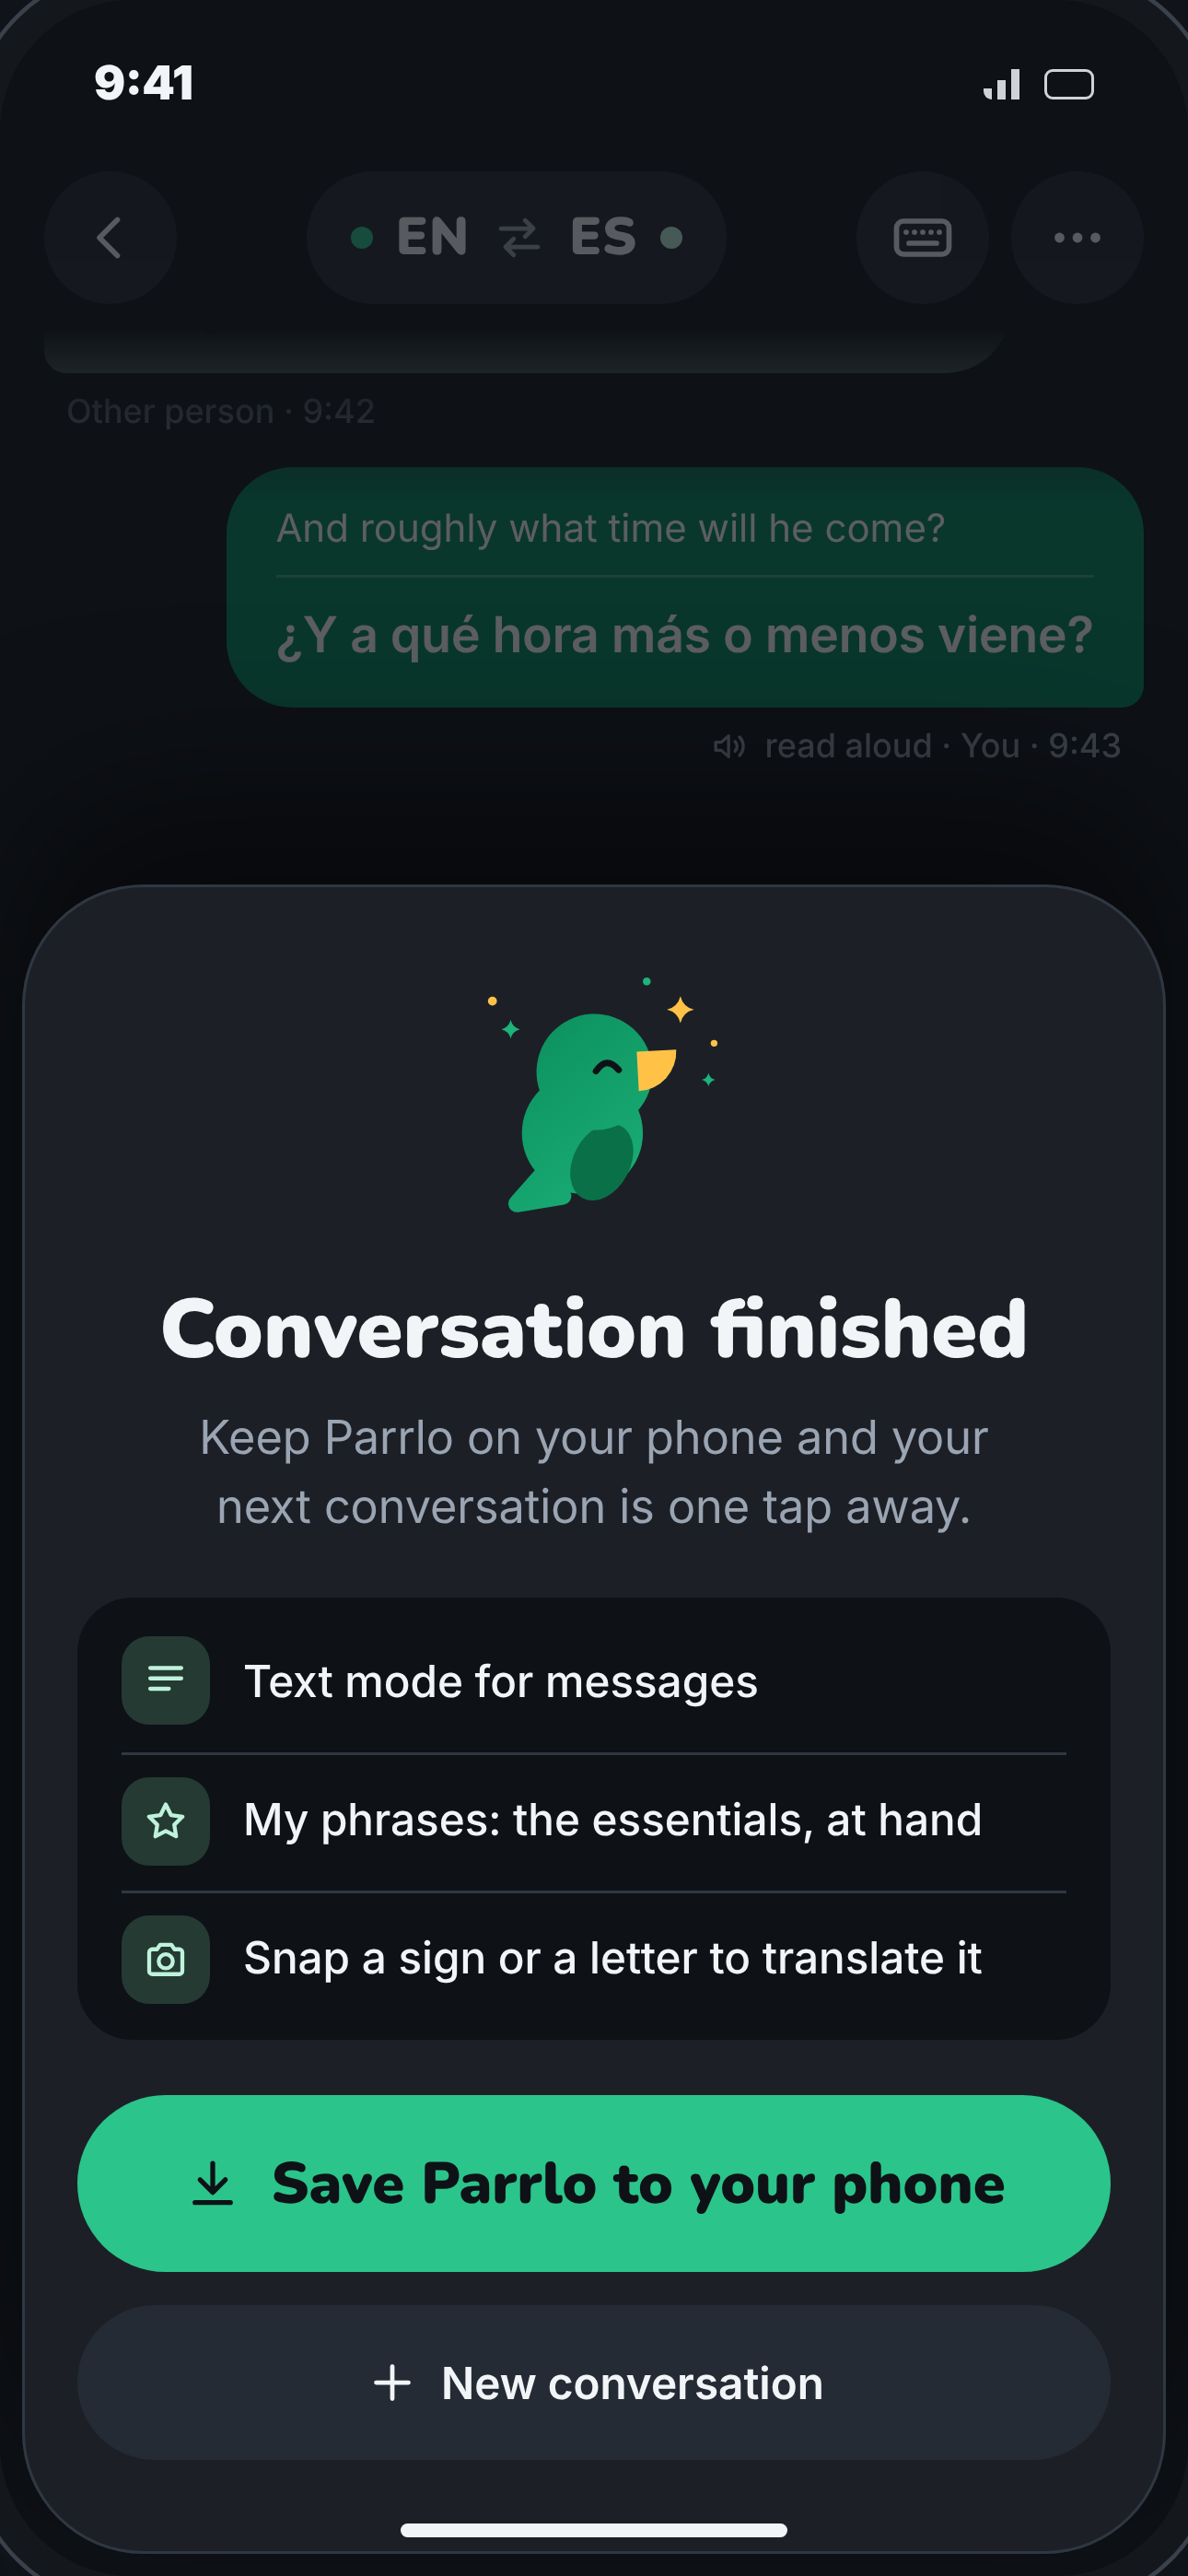 9:41
EN ES
Other person · 9:42
And roughly what time will he come?
¿Y a qué hora más o menos viene?
read aloud · You · 9:43
Conversation finished
Keep Parrlo on your phone and your
next conversation is one tap away.
Text mode for messages
My phrases: the essentials, at hand
Snap a sign or a letter to translate it
Save Parrlo to your phone
New conversation